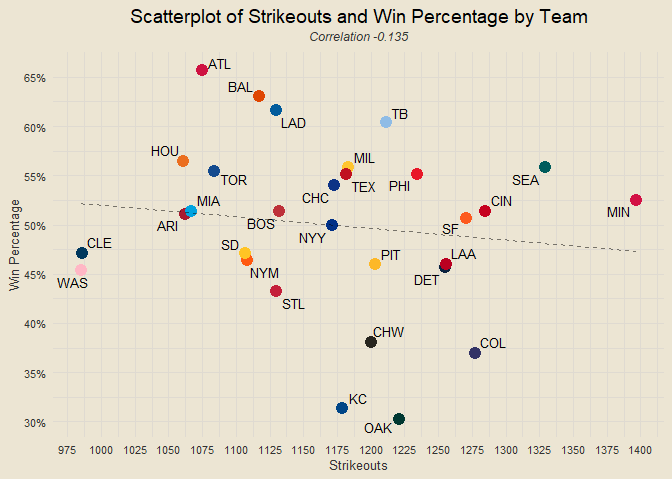 Scatterplot of Strikeouts and Win Percentage by Team
Correlation -0.135
Win Percentage
65%
60%
55%
50%
45%
40%
35%
30%
ATL
BAL
LAD
TB
HOU
TOR
MIL
TEX
CHC
PHI
SEA
MIN
MIA
ARI
BOS
NYY
CIN
SF
CLE
WAS
SD
NYM
STL
PIT
LAA
DET
CHW
COL
KC
OAK
975 1000 1025 1050 1075 1100 1125 1150 1175 1200 1225 1250 1275 1300 1325 1350 1375 1400
Strikeouts